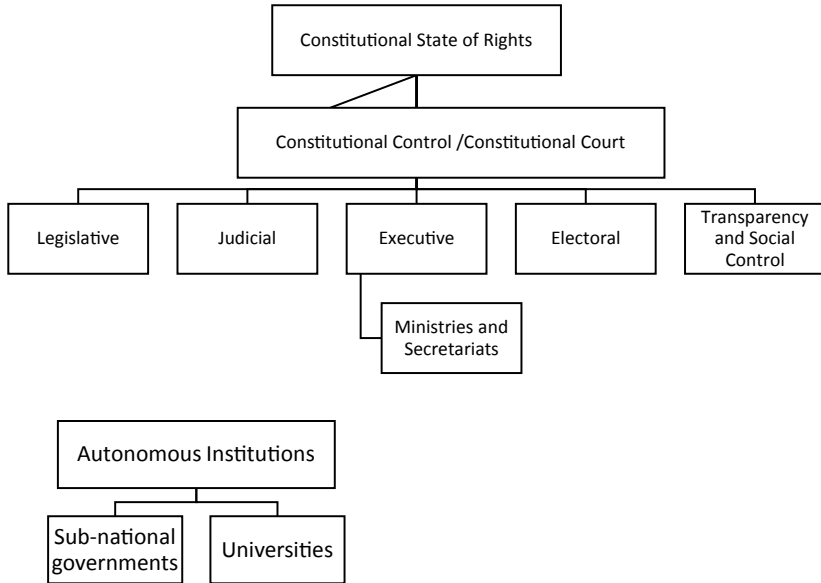 Constitutional State of Rights
Constitutional Control /Constitutional Court
Legislative
Judicial
Executive
Electoral
Transparency
and Social
Control
Ministries and
Secretariats
Autonomous Institutions
Sub-national
governments
Universities